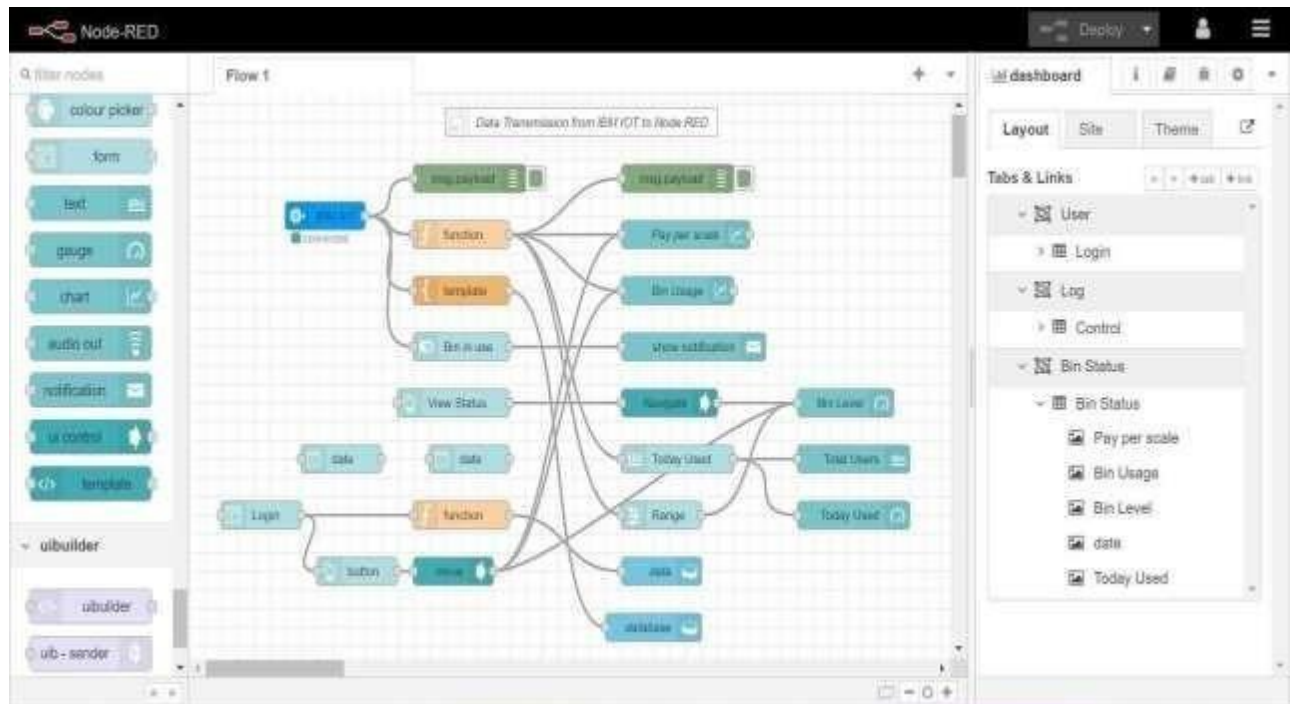 Node-RED
Deploy
filter nodes
colour picker
form
text
gauge
chart
audio out
notification
ui control
template
uibuilder
uibuilder
uib - sender
Flow 1
Data Transmission from IBM IOT to Node RED
msg.payload
msg.payload
connected
function
Pay per scale
template
Bin Usage
Bin in use
show notification
View Status
Navigate
Bin Level
date
date
Today Used
Total Users
Login
function
Range
Today Used
button
data
database
dashboard
Layout
Site
Theme
Tabs & Links
User
Login
Log
Control
Bin Status
Bin Status
Pay per scale
Bin Usage
Bin Level
date
Today Used